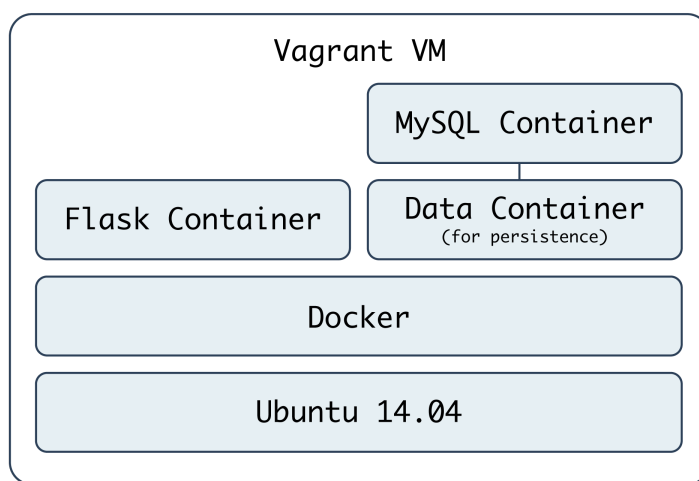 Vagrant VM
MySQL Container
Flask Container
Data Container
(for persistence)
Docker
Ubuntu 14.04